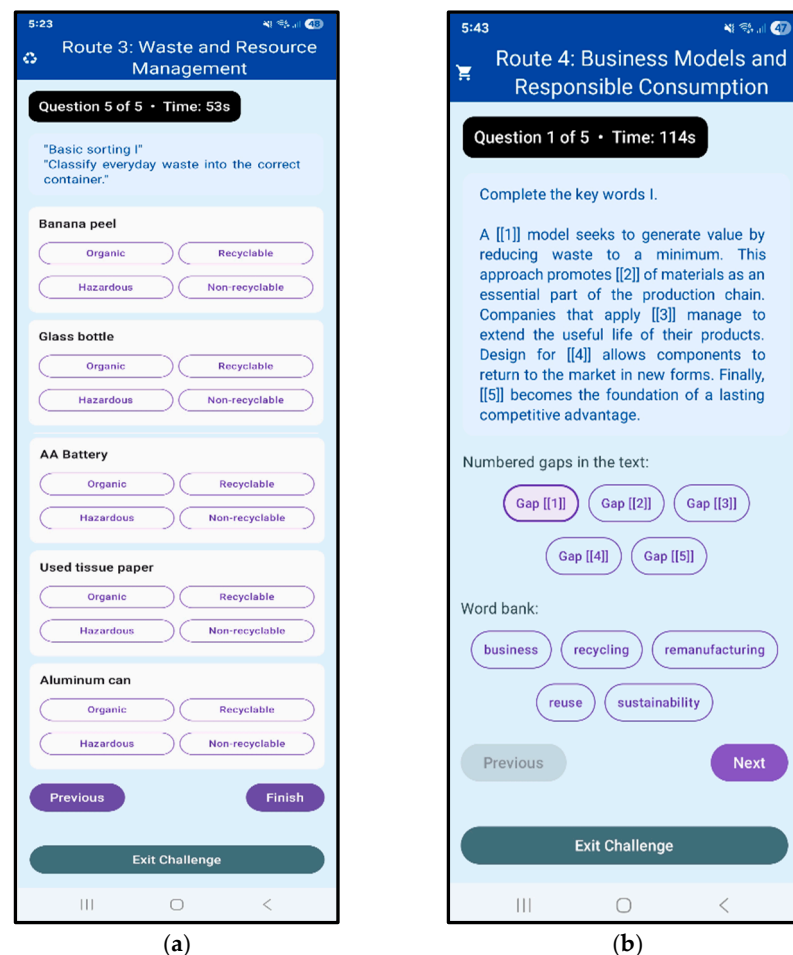 5:23
48
Route 3: Waste and Resource
Management
Question 5 of 5 • Time: 53s
"Basic sorting I"
"Classify everyday waste into the correct
container."
Banana peel
Organic
Recyclable
Hazardous
Non-recyclable
Glass bottle
Organic
Recyclable
Hazardous
Non-recyclable
AA Battery
Organic
Recyclable
Hazardous
Non-recyclable
Used tissue paper
Organic
Recyclable
Hazardous
Non-recyclable
Aluminum can
Organic
Recyclable
Hazardous
Non-recyclable
Previous
Finish
Exit Challenge
(a)
5:43
47
Route 4: Business Models and
Responsible Consumption
Question 1 of 5 • Time: 114s
Complete the key words I.
A [[1]] model seeks to generate value by
reducing waste to a minimum. This
approach promotes [[2]] of materials as an
essential part of the production chain.
Companies that apply [[3]] manage to
extend the useful life of their products.
Design for [[4]] allows components to
return to the market in new forms. Finally,
[[5]] becomes the foundation of a lasting
competitive advantage.
Numbered gaps in the text:
Gap [[1]]
Gap [[2]]
Gap [[3]]
Gap [[4]]
Gap [[5]]
Word bank:
business
recycling
remanufacturing
reuse
sustainability
Previous
Next
Exit Challenge
(b)